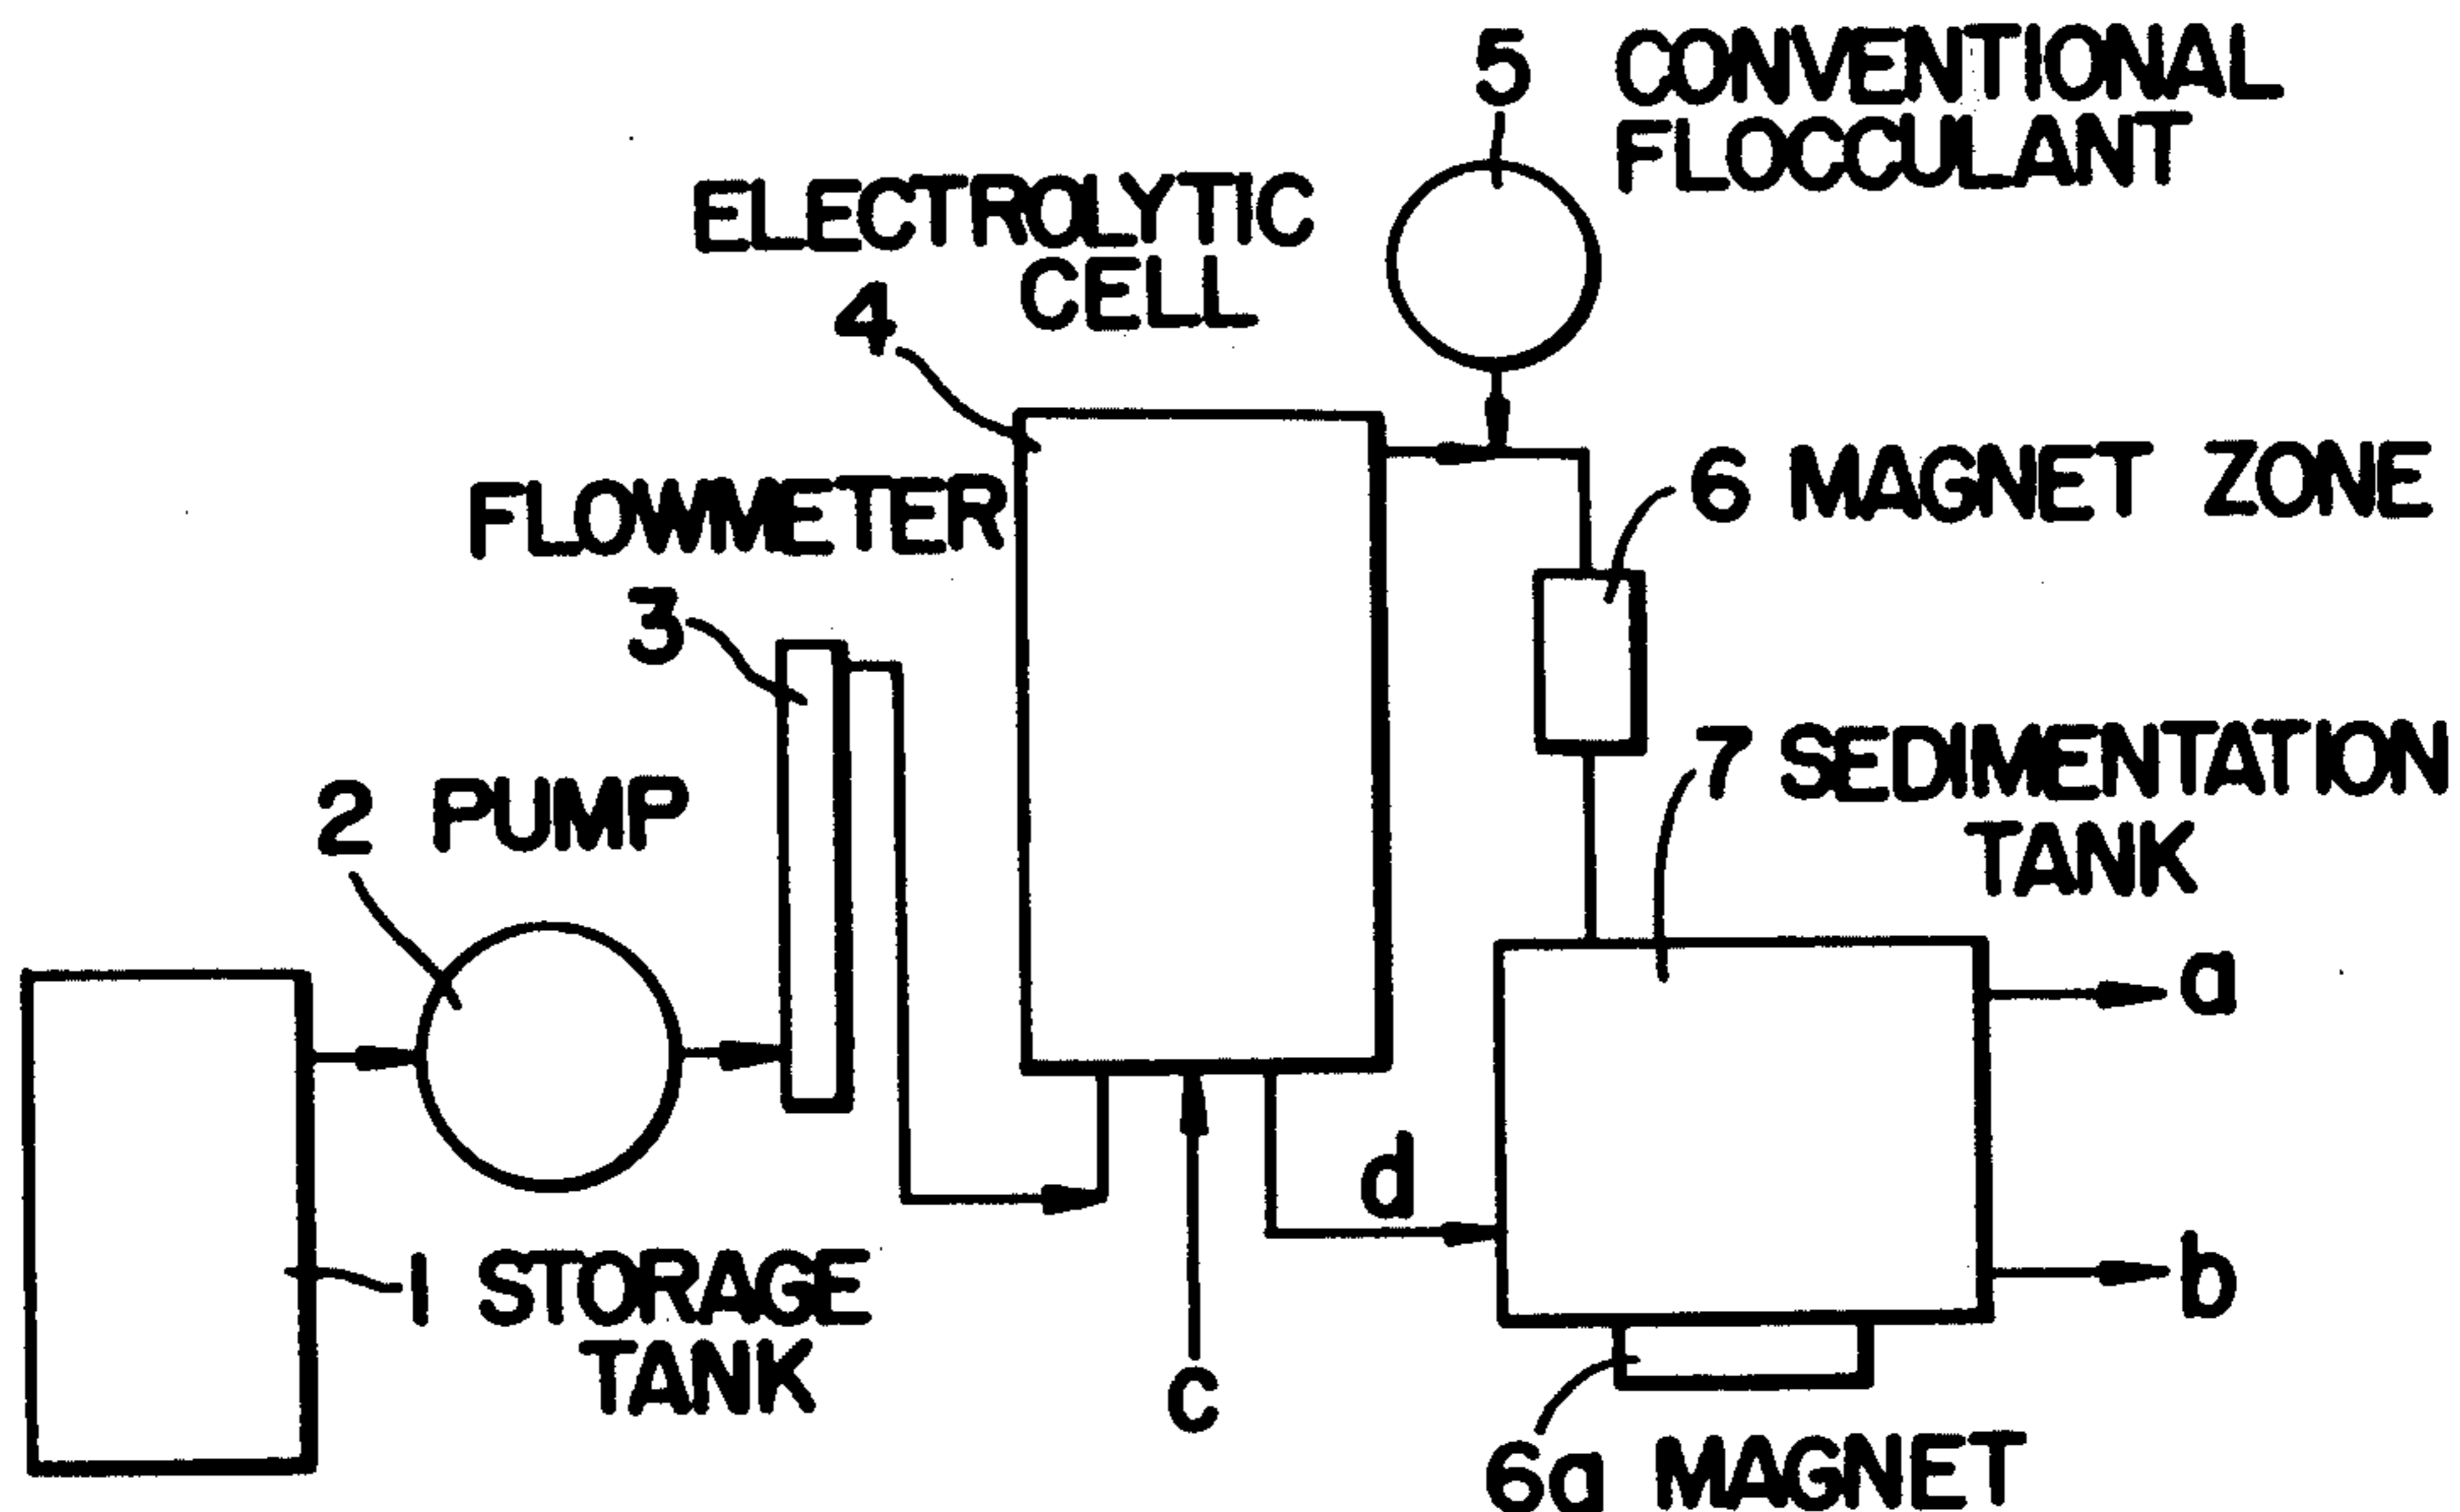 5 CONVENTIONAL
FLOCCULANT
ELECTROLYTIC
CELL
4
6 MAGNET ZONE
FLOWMETER
3
7 SEDIMENTATION
TANK
2 PUMP
a
d
b
1 STORAGE
TANK
c
6a MAGNET